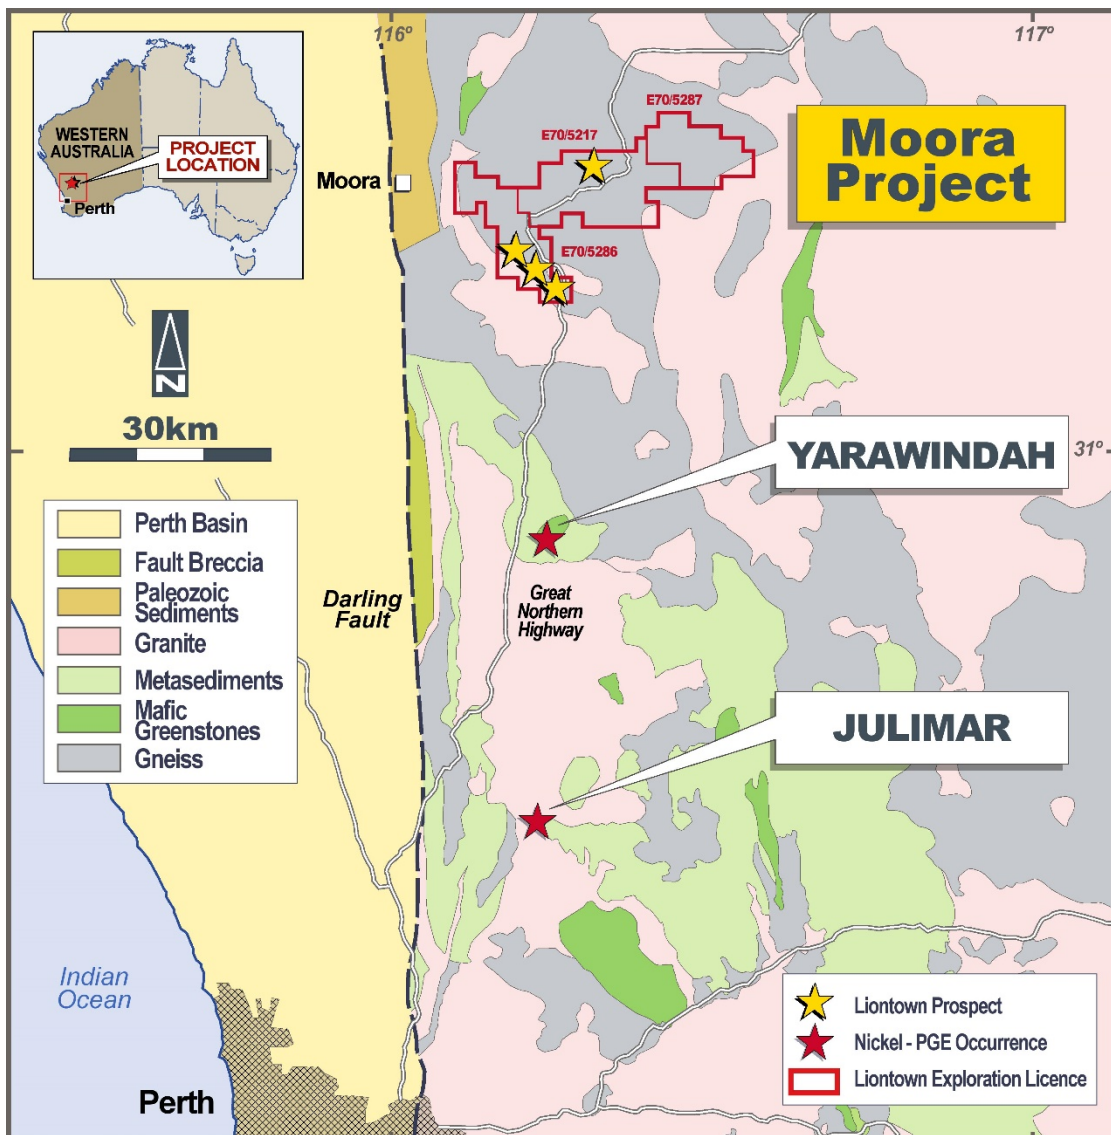 116º
117º
WESTERN
AUSTRALIA
PROJECT
LOCATION
Perth
E70/5287
E70/5217
Moora
Project
Moora
E70/5286
N
30km
31º
YARAWINDAH
Perth Basin
Fault Breccia
Paleozoic
Sediments
Granite
Metasediments
Mafic
Greenstones
Gneiss
Darling
Fault
Great
Northern
Highway
JULIMAR
Indian
Ocean
Perth
Liontown Prospect
Nickel - PGE Occurrence
Liontown Exploration Licence